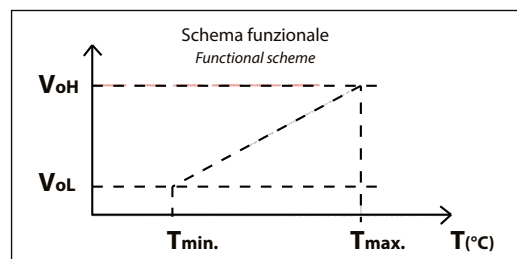 Schema funzionale
Functional scheme
VoH
VoL
Tmin. Tmax. T(°C)